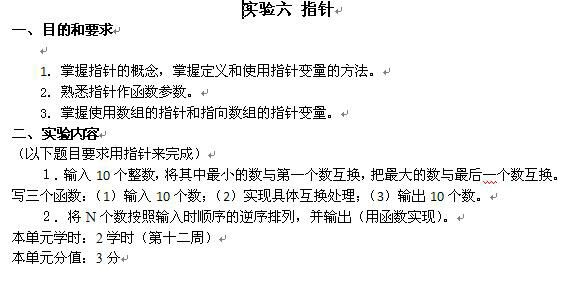 实验六 指针
一、目的和要求
1. 掌握指针的概念，掌握定义和使用指针变量的方法。
2. 熟悉指针作函数参数。
3. 掌握使用数组的指针和指向数组的指针变量。
二、实验内容
（以下题目要求用指针来完成）
1．输入 10 个整数，将其中最小的数与第一个数互换，把最大的数与最后一个数互换。
写三个函数：（1）输入 10 个数；（2）实现具体互换处理；（3）输出 10 个数。
2．将 N 个数按照输入时顺序的逆序排列，并输出（用函数实现）。
本单元学时：2 学时（第十二周）
本单元分值：3 分